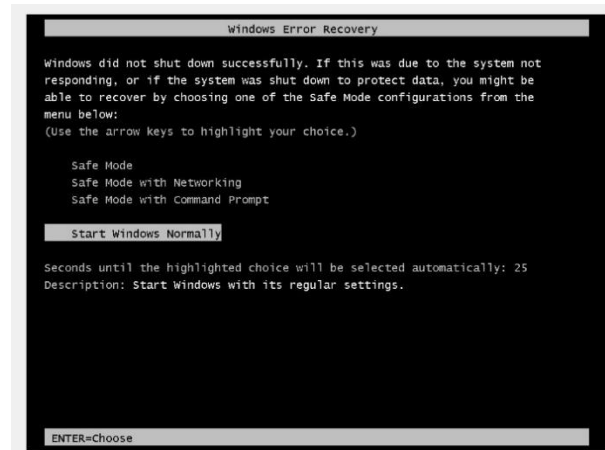 Windows Error Recovery
Windows did not shut down successfully. If this was due to the system not
responding, or if the system was shut down to protect data, you might be
able to recover by choosing one of the Safe Mode configurations from the
menu below:
(Use the arrow keys to highlight your choice.)
Safe Mode
Safe Mode with Networking
Safe Mode with Command Prompt
Start Windows Normally
Seconds until the highlighted choice will be selected automatically: 25
Description: Start Windows with its regular settings.
ENTER=Choose